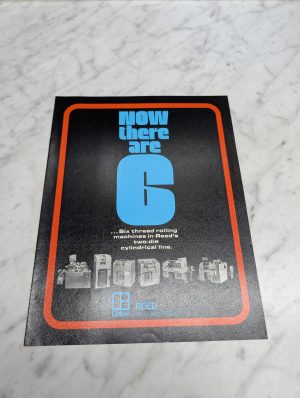 Now
there
are
6
...Six thread rolling
machines in Reed's
two-die
cylindrical line.
REED